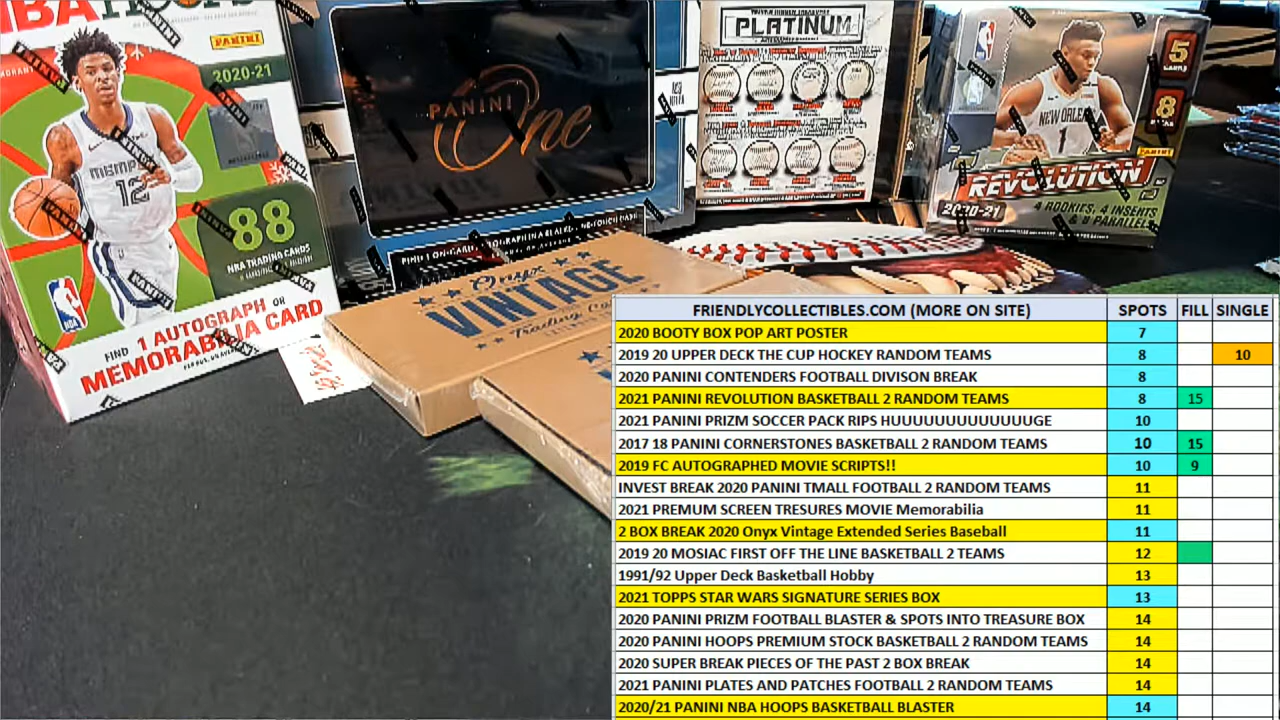 NBA HOOPS
PANINI
2020-21
MEMPHIS
12
88
NBA TRADING CARDS
NBA
FIND 1 AUTOGRAPH OR
MEMORABILIA CARD
PANINI
One
PLATINUM
NBA
5
CARDS
8
NEW ORLEANS
1
PANINI
REVOLUTION
2020-21
4 ROOKIES, 4 INSERTS
& 8 PARALLELS
Onyx
VINTAGE
Trading
FRIENDLYCOLLECTIBLES.COM (MORE ON SITE) SPOTS FILL SINGLE
2020 BOOTY BOX POP ART POSTER 7
2019 20 UPPER DECK THE CUP HOCKEY RANDOM TEAMS 8 10
2020 PANINI CONTENDERS FOOTBALL DIVISON BREAK 8
2021 PANINI REVOLUTION BASKETBALL 2 RANDOM TEAMS 8 15
2021 PANINI PRIZM SOCCER PACK RIPS HUUUUUUUUUUUUUGE 10
2017 18 PANINI CORNERSTONES BASKETBALL 2 RANDOM TEAMS 10 15
2019 FC AUTOGRAPHED MOVIE SCRIPTS!! 10 9
INVEST BREAK 2020 PANINI TMALL FOOTBALL 2 RANDOM TEAMS 11
2021 PREMUM SCREEN TRESURES MOVIE Memorabilia 11
2 BOX BREAK 2020 Onyx Vintage Extended Series Baseball 11
2019 20 MOSIAC FIRST OFF THE LINE BASKETBALL 2 TEAMS 12
1991/92 Upper Deck Basketball Hobby 13
2021 TOPPS STAR WARS SIGNATURE SERIES BOX 13
2020 PANINI PRIZM FOOTBALL BLASTER & SPOTS INTO TREASURE BOX 14
2020 PANINI HOOPS PREMIUM STOCK BASKETBALL 2 RANDOM TEAMS 14
2020 SUPER BREAK PIECES OF THE PAST 2 BOX BREAK 14
2021 PANINI PLATES AND PATCHES FOOTBALL 2 RANDOM TEAMS 14
2020/21 PANINI NBA HOOPS BASKETBALL BLASTER 14